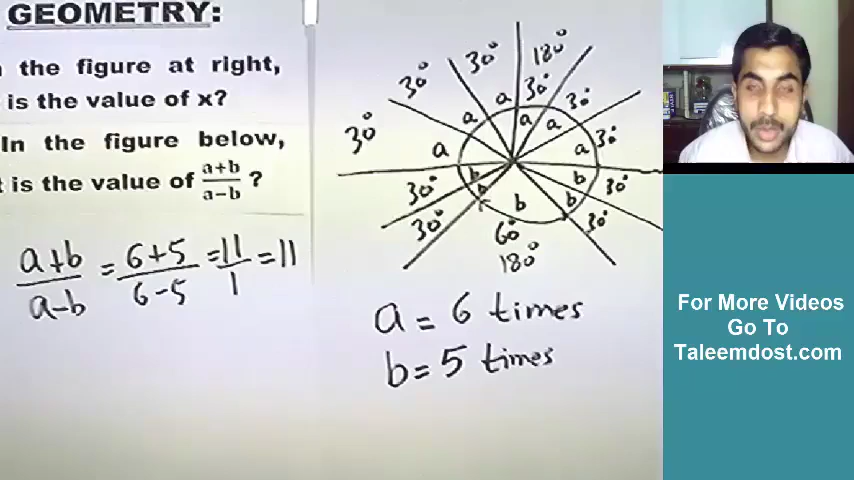 GEOMETRY:
the figure at right,
is the value of x?
In the figure below,
is the value of a+b/a-b ?
a+b/a-b = 6+5/6-5 = 11/1 = 11
180°
30°
30°
30°
30°
30°
30°
30°
30°
30°
30°
30°
60°
180°
a
a
a
a
a
a
b
b
b
b
b
a = 6 times
b = 5 times
For More Videos
Go To
Taleemdost.com